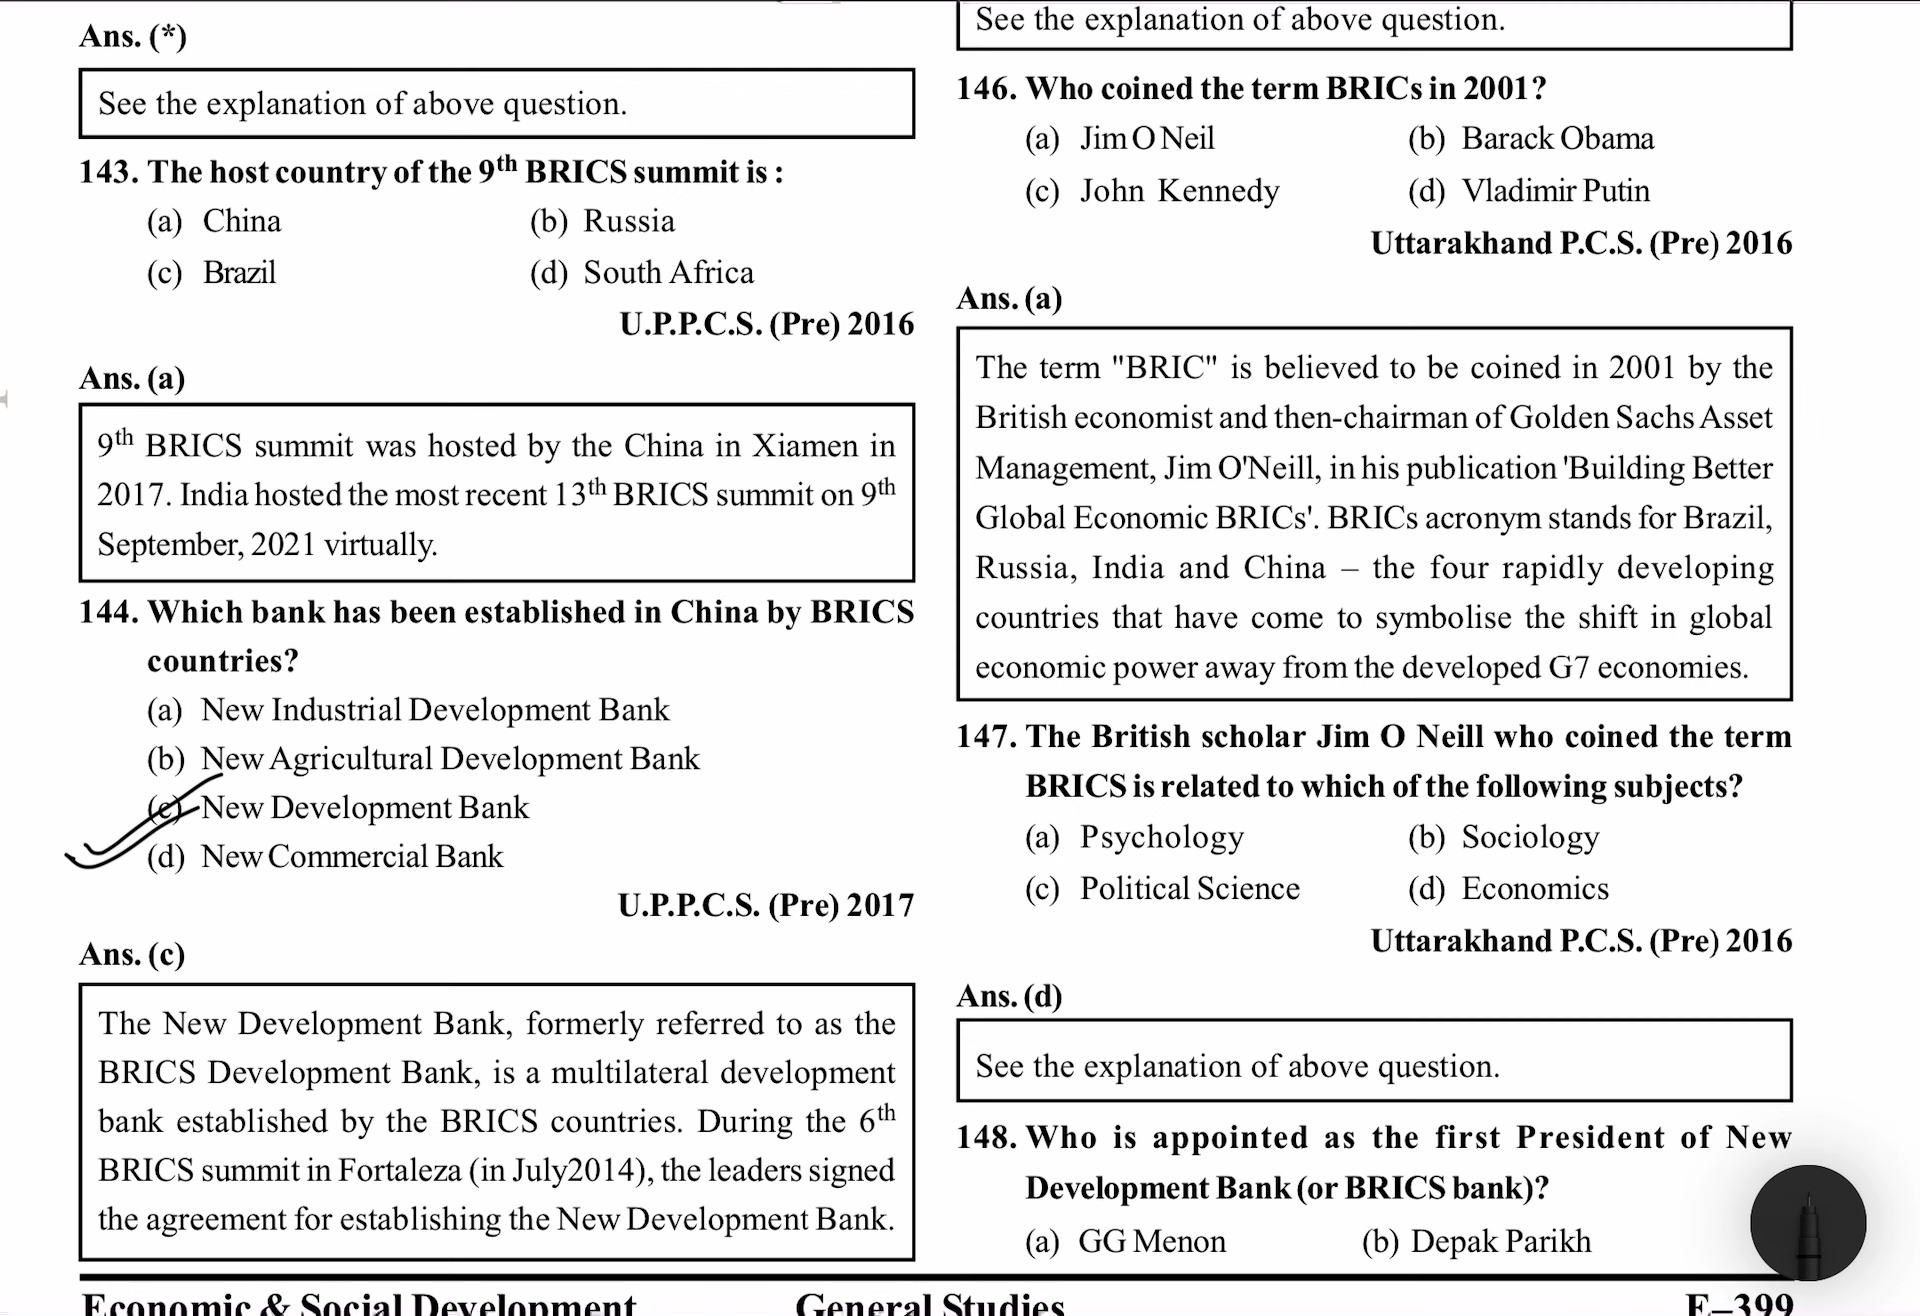 Ans. (*)
See the explanation of above question.
143. The host country of the 9th BRICS summit is :
(a) China
(b) Russia
(c) Brazil
(d) South Africa
U.P.P.C.S. (Pre) 2016
Ans. (a)
9th BRICS summit was hosted by the China in Xiamen in
2017. India hosted the most recent 13th BRICS summit on 9th
September, 2021 virtually.
144. Which bank has been established in China by BRICS
countries?
(a) New Industrial Development Bank
(b) New Agricultural Development Bank
(c) New Development Bank
(d) New Commercial Bank
U.P.P.C.S. (Pre) 2017
Ans. (c)
The New Development Bank, formerly referred to as the
BRICS Development Bank, is a multilateral development
bank established by the BRICS countries. During the 6th
BRICS summit in Fortaleza (in July2014), the leaders signed
the agreement for establishing the New Development Bank.
See the explanation of above question.
146. Who coined the term BRICs in 2001?
(a) Jim O Neil
(b) Barack Obama
(c) John Kennedy
(d) Vladimir Putin
Uttarakhand P.C.S. (Pre) 2016
Ans. (a)
The term "BRIC" is believed to be coined in 2001 by the
British economist and then-chairman of Golden Sachs Asset
Management, Jim O'Neill, in his publication 'Building Better
Global Economic BRICs'. BRICs acronym stands for Brazil,
Russia, India and China – the four rapidly developing
countries that have come to symbolise the shift in global
economic power away from the developed G7 economies.
147. The British scholar Jim O Neill who coined the term
BRICS is related to which of the following subjects?
(a) Psychology
(b) Sociology
(c) Political Science
(d) Economics
Uttarakhand P.C.S. (Pre) 2016
Ans. (d)
See the explanation of above question.
148. Who is appointed as the first President of New
Development Bank (or BRICS bank)?
(a) GG Menon
(b) Depak Parikh
Economic & Social Development
General Studies
E–399